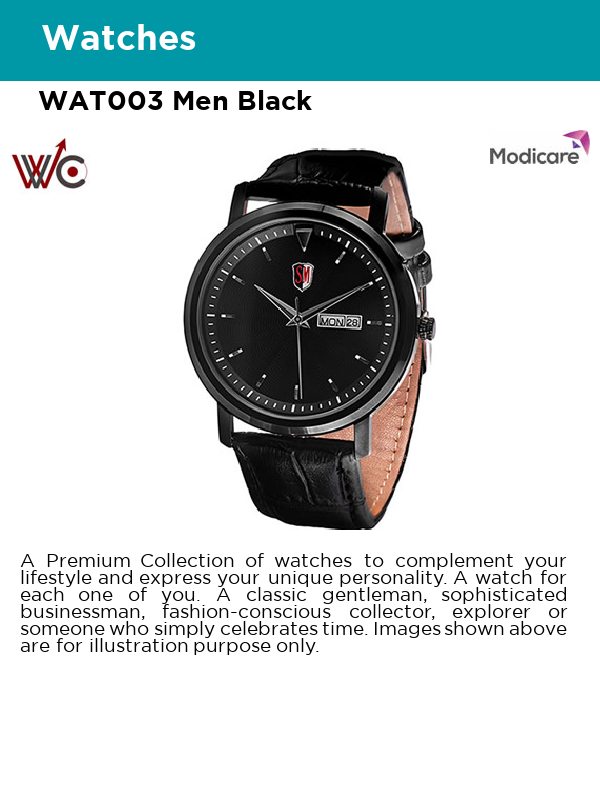 Watches
WAT003 Men Black
WC
Modicare
SM
MON 28
A Premium Collection of watches to complement your
lifestyle and express your unique personality. A watch for
each one of you. A classic gentleman, sophisticated
businessman, fashion-conscious collector, explorer or
someone who simply celebrates time. Images shown above
are for illustration purpose only.